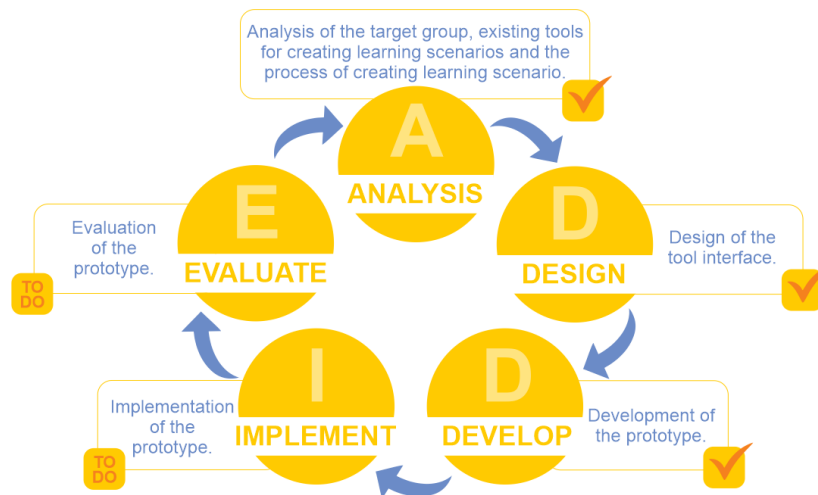 Analysis of the target group, existing tools
for creating learning scenarios and the
process of creating learning scenario.
A
ANALYSIS
D
DESIGN
Design of the
tool interface.
D
DEVELOP
Development of
the prototype.
I
IMPLEMENT
Implementation
of the
prototype.
TO
DO
E
EVALUATE
Evaluation
of the
prototype.
TO
DO